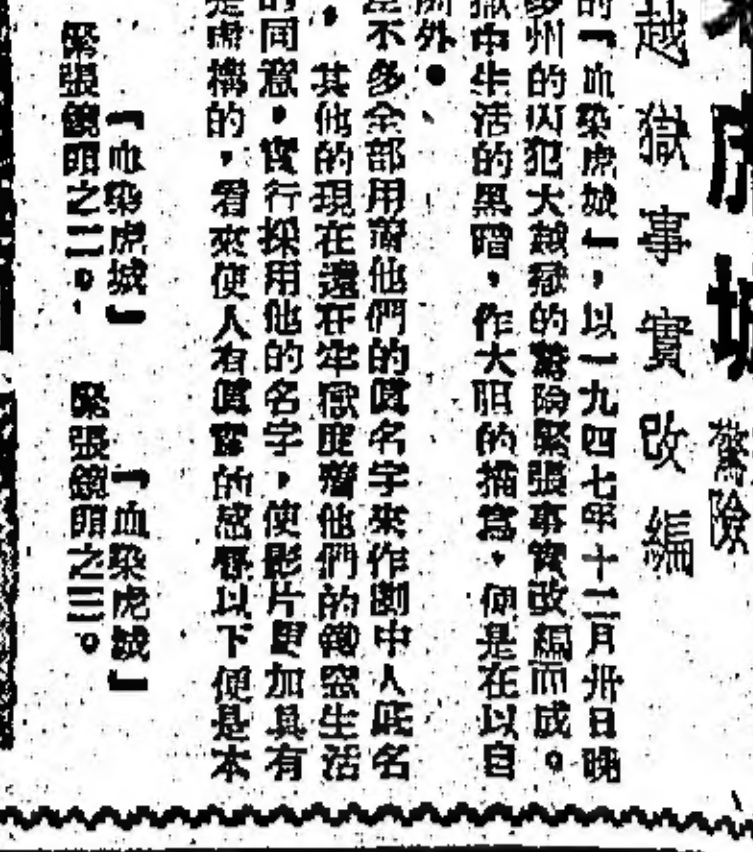 驚險
越獄事實改編
的『血染虎城』，以一九四七年十二月卅日晚
多州的囚犯大越獄的驚險緊張事實改編而成。
獄中生活的黑暗，作大胆的描寫，便是在以自
所外●、
差不多全部用着他們的眞名字來作劇中人底名
。其他的現在還在牢獄度着他們的鐵窗生活
的同意，實行採用他的名字，使影片更加具有
是虛構的，看來使人有眞實的感察以下便是本
『血染虎城』
緊張鏡頭之二。
『血染虎城』
緊張鏡頭之三。